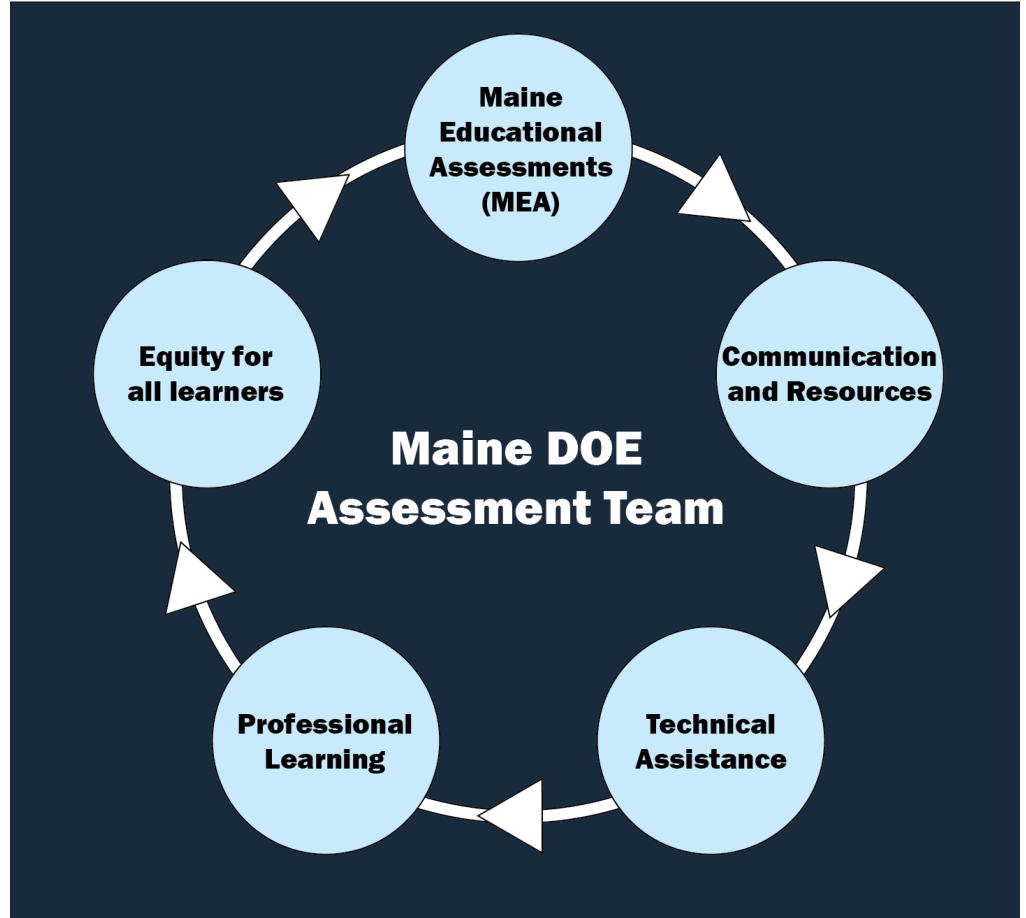 Maine
Educational
Assessments
(MEA)
Communication
and Resources
Technical
Assistance
Professional
Learning
Equity for
all learners
Maine DOE
Assessment Team